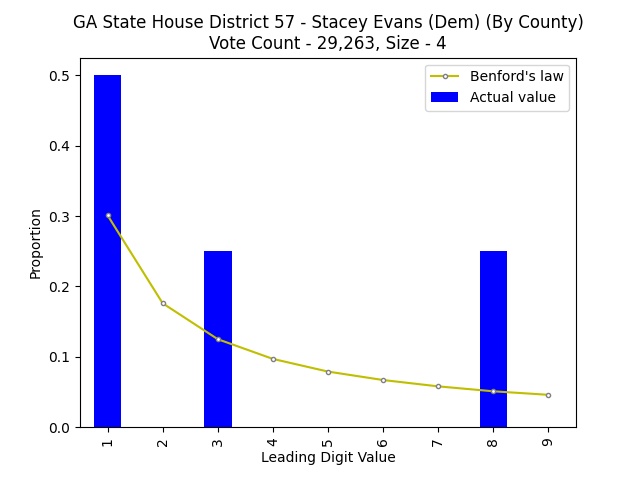 GA State House District 57 - Stacey Evans (Dem) (By County)
Vote Count - 29,263, Size - 4
Benford's law
Actual value
0.5
0.4
0.3
0.2
0.1
0.0
Proportion
1 2 3 4 5 6 7 8 9
Leading Digit Value